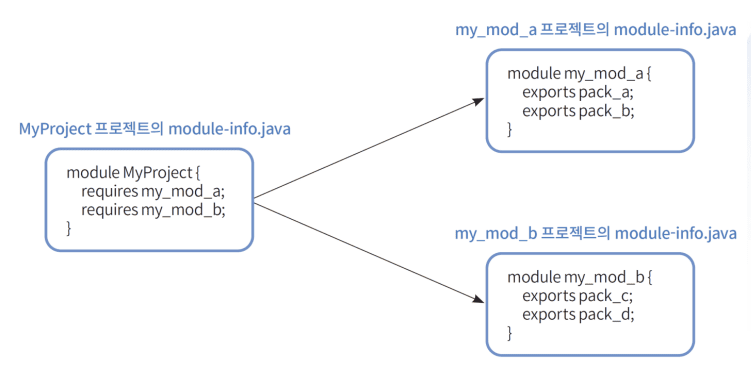 my_mod_a 프로젝트의 module-info.java
module my_mod_a {
exports pack_a;
exports pack_b;
}
MyProject 프로젝트의 module-info.java
module MyProject {
requires my_mod_a;
requires my_mod_b;
}
my_mod_b 프로젝트의 module-info.java
module my_mod_b {
exports pack_c;
exports pack_d;
}